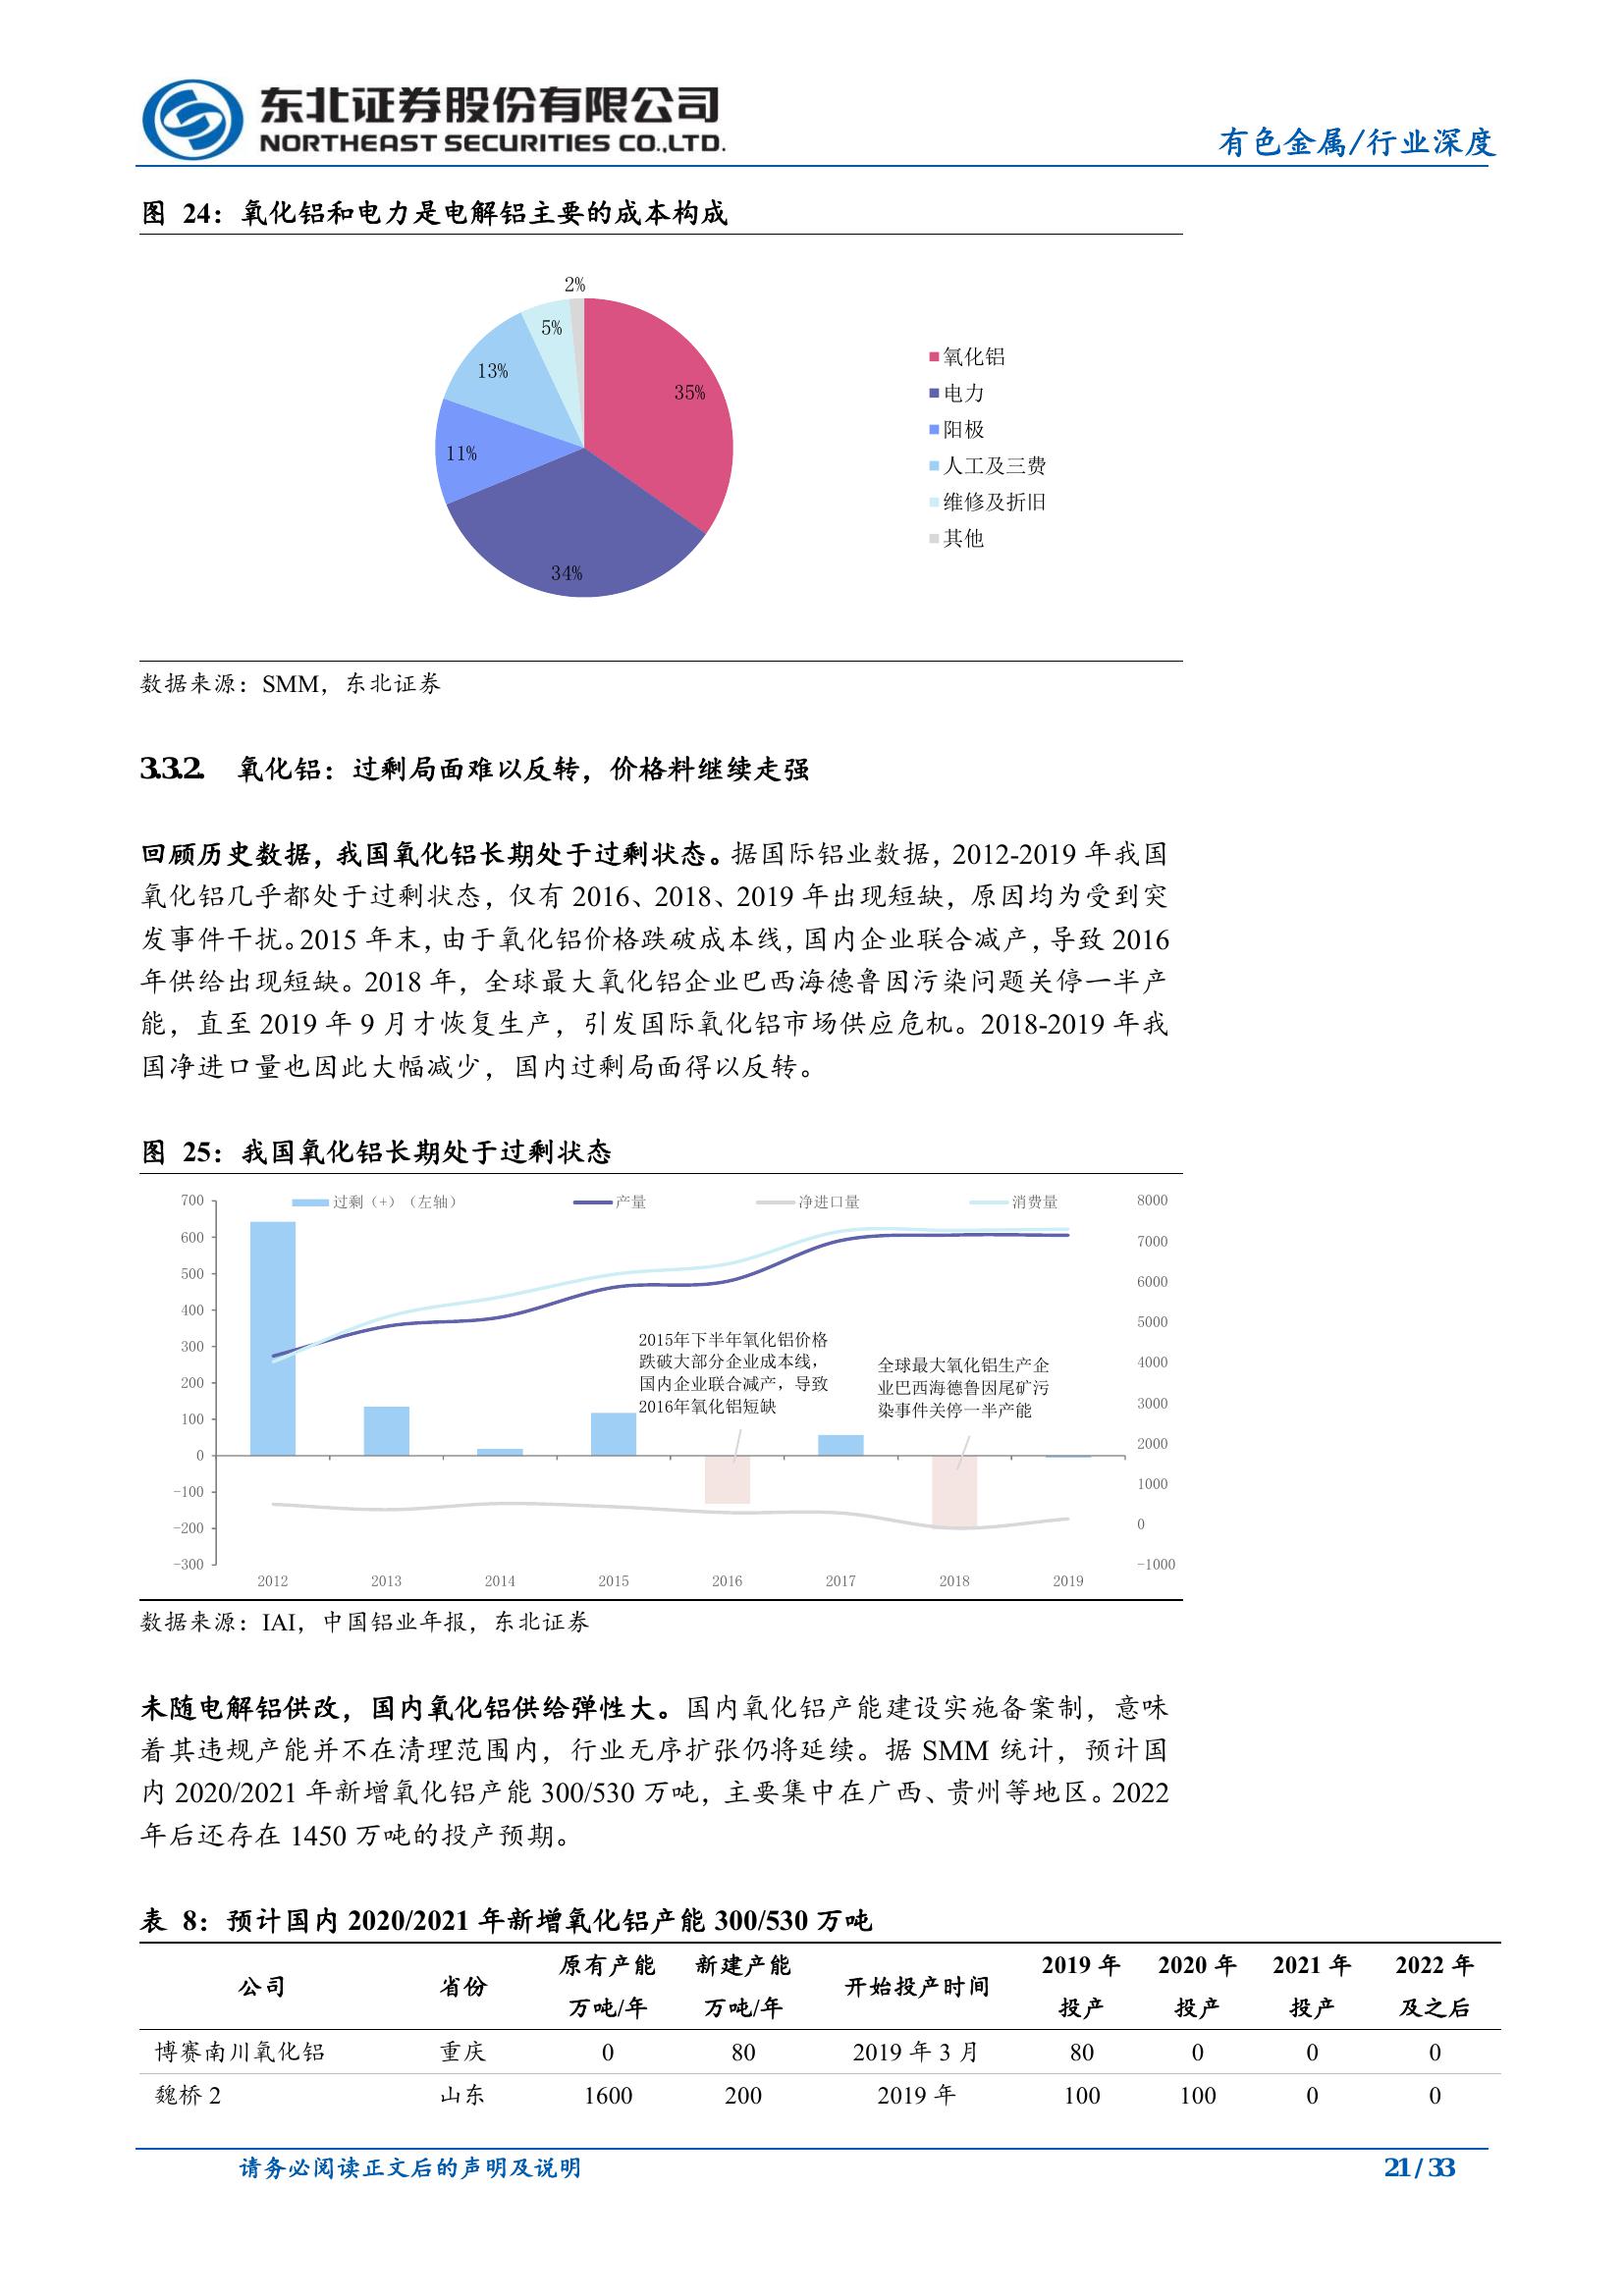 东北证券股份有限公司
NORTHEAST SECURITIES CO.,LTD.
有色金属/行业深度
图 24：氧化铝和电力是电解铝主要的成本构成
2%
5%
13%
35%
11%
34%
氧化铝
电力
阳极
人工及三费
维修及折旧
其他
数据来源：SMM，东北证券
3.3.2. 氧化铝：过剩局面难以反转，价格料继续走强
回顾历史数据，我国氧化铝长期处于过剩状态。据国际铝业数据，2012-2019 年我国
氧化铝几乎都处于过剩状态，仅有 2016、2018、2019 年出现短缺，原因均为受到突
发事件干扰。2015 年末，由于氧化铝价格跌破成本线，国内企业联合减产，导致 2016
年供给出现短缺。2018 年，全球最大氧化铝企业巴西海德鲁因污染问题关停一半产
能，直至 2019 年 9 月才恢复生产，引发国际氧化铝市场供应危机。2018-2019 年我
国净进口量也因此大幅减少，国内过剩局面得以反转。
图 25：我国氧化铝长期处于过剩状态
过剩（+）（左轴） 产量 净进口量 消费量
700
600
500
400
300
200
100
0
-100
-200
-300
8000
7000
6000
5000
4000
3000
2000
1000
0
-1000
2015年下半年氧化铝价格
跌破大部分企业成本线，
国内企业联合减产，导致
2016年氧化铝短缺
全球最大氧化铝生产企
业巴西海德鲁因尾矿污
染事件关停一半产能
2012 2013 2014 2015 2016 2017 2018 2019
数据来源：IAI，中国铝业年报，东北证券
未随电解铝供改，国内氧化铝供给弹性大。国内氧化铝产能建设实施备案制，意味
着其违规产能并不在清理范围内，行业无序扩张仍将延续。据 SMM 统计，预计国
内 2020/2021 年新增氧化铝产能 300/530 万吨，主要集中在广西、贵州等地区。2022
年后还存在 1450 万吨的投产预期。
表 8：预计国内 2020/2021 年新增氧化铝产能 300/530 万吨
公司 省份 原有产能 万吨/年 新建产能 万吨/年 开始投产时间 2019 年 投产 2020 年 投产 2021 年 投产 2022 年 及之后
博赛南川氧化铝 重庆 0 80 2019 年 3 月 80 0 0 0
魏桥 2 山东 1600 200 2019 年 100 100 0 0
请务必阅读正文后的声明及说明
21 / 33